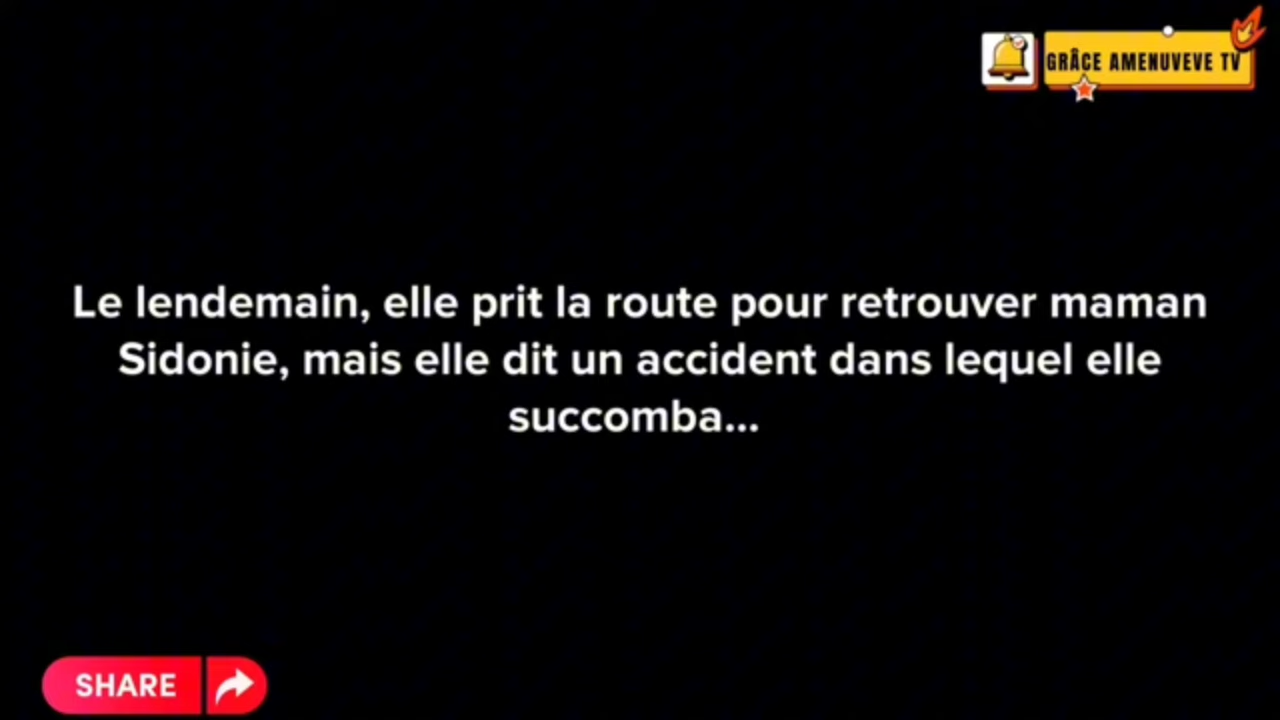 GRÂCE AMENUVEVE TV
Le lendemain, elle prit la route pour retrouver maman
Sidonie, mais elle dit un accident dans lequel elle
succomba...
SHARE